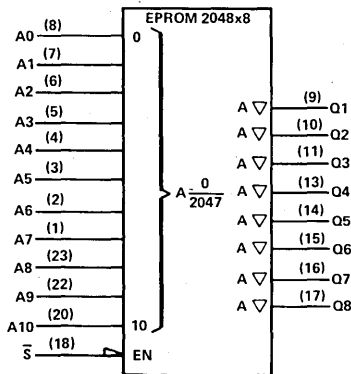 EPROM 2048x8
A0 (8) 0
A1 (7)
A2 (6)
A3 (5)
A4 (4)
A5 (3)
A6 (2)
A7 (1)
A8 (23)
A9 (22)
A10 (20) 10
S̅ (18) EN
A 0/2047
A ▽ (9) Q1
A ▽ (10) Q2
A ▽ (11) Q3
A ▽ (13) Q4
A ▽ (14) Q5
A ▽ (15) Q6
A ▽ (16) Q7
A ▽ (17) Q8